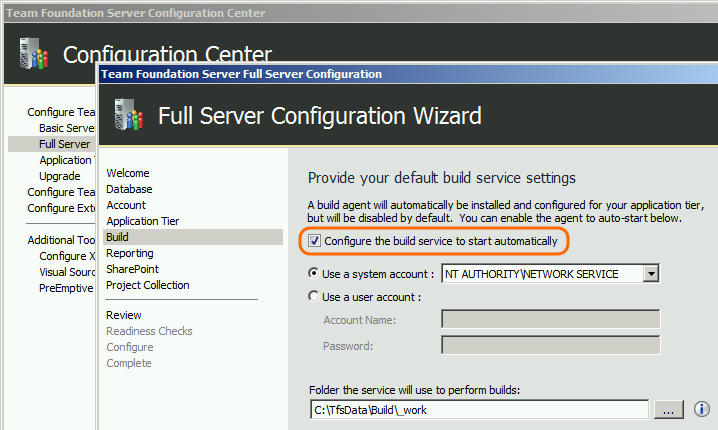 Team Foundation Server Configuration Center
Configuration Center
Team Foundation Server Full Server Configuration
Full Server Configuration Wizard
Configure Tea
Basic Serve
Full Server
Application
Upgrade
Configure Tea
Configure Exte
Additional Too
Configure X
Visual Sourc
PreEmptive
Welcome
Database
Account
Application Tier
Build
Reporting
SharePoint
Project Collection
Review
Readiness Checks
Configure
Complete
Provide your default build service settings
A build agent will automatically be installed and configured for your application tier,
but will be disabled by default. You can enable the agent to auto-start below.
Configure the build service to start automatically
Use a system account : NT AUTHORITY\NETWORK SERVICE
Use a user account :
Account Name:
Password:
Folder the service will use to perform builds:
C:\TfsData\Build\_work ...